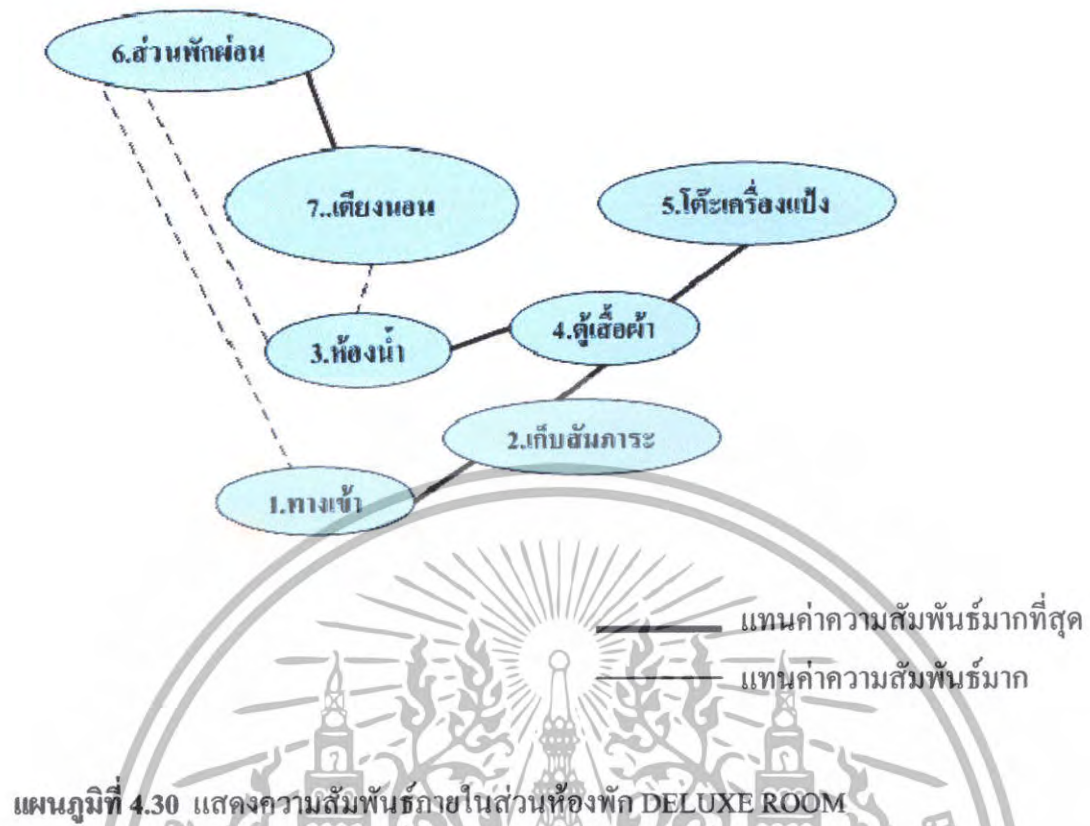 6.ส่วนพักผ่อน
7..เตียงนอน
5.โต๊ะเครื่องแป้ง
3.ห้องน้ำ
4.ตู้เสื้อผ้า
2.เก็บสัมภาระ
1.ทางเข้า
แทนค่าความสัมพันธ์มากที่สุด
แทนค่าความสัมพันธ์มาก
แผนภูมิที่ 4.30 แสดงความสัมพันธ์ภายในส่วนห้องพัก DELUXE ROOM